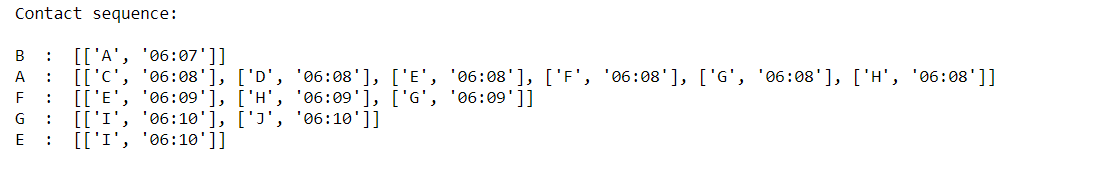 Contact sequence:
B  :  [['A', '06:07']]
A  :  [['C', '06:08'], ['D', '06:08'], ['E', '06:08'], ['F', '06:08'], ['G', '06:08'], ['H', '06:08']]
F  :  [['E', '06:09'], ['H', '06:09'], ['G', '06:09']]
G  :  [['I', '06:10'], ['J', '06:10']]
E  :  [['I', '06:10']]